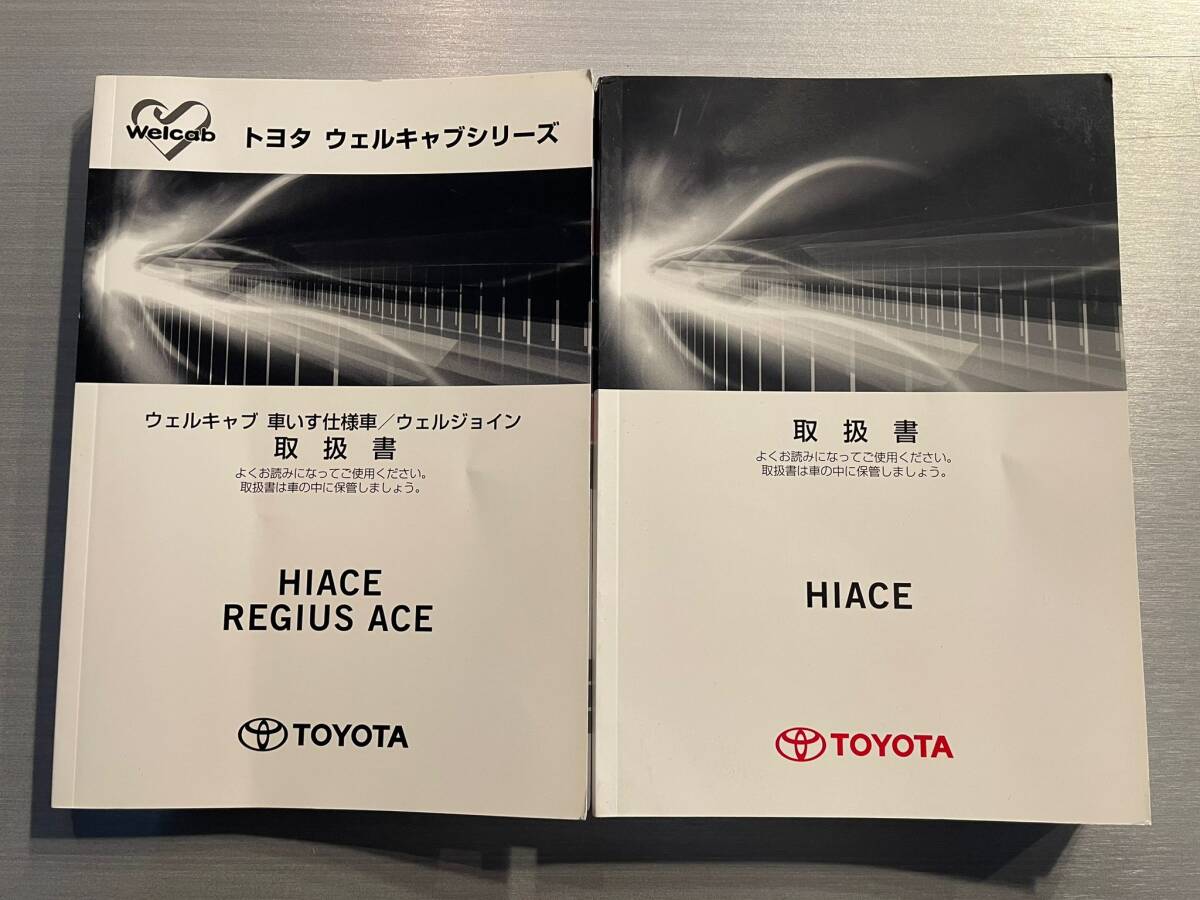 Welcab
トヨタ ウェルキャブシリーズ
ウェルキャブ 車いす仕様車／ウェルジョイン
取扱書
よくお読みになってご使用ください。
取扱書は車の中に保管しましょう。
HIACE
REGIUS ACE
TOYOTA
取扱書
よくお読みになってご使用ください。
取扱書は車の中に保管しましょう。
HIACE
TOYOTA